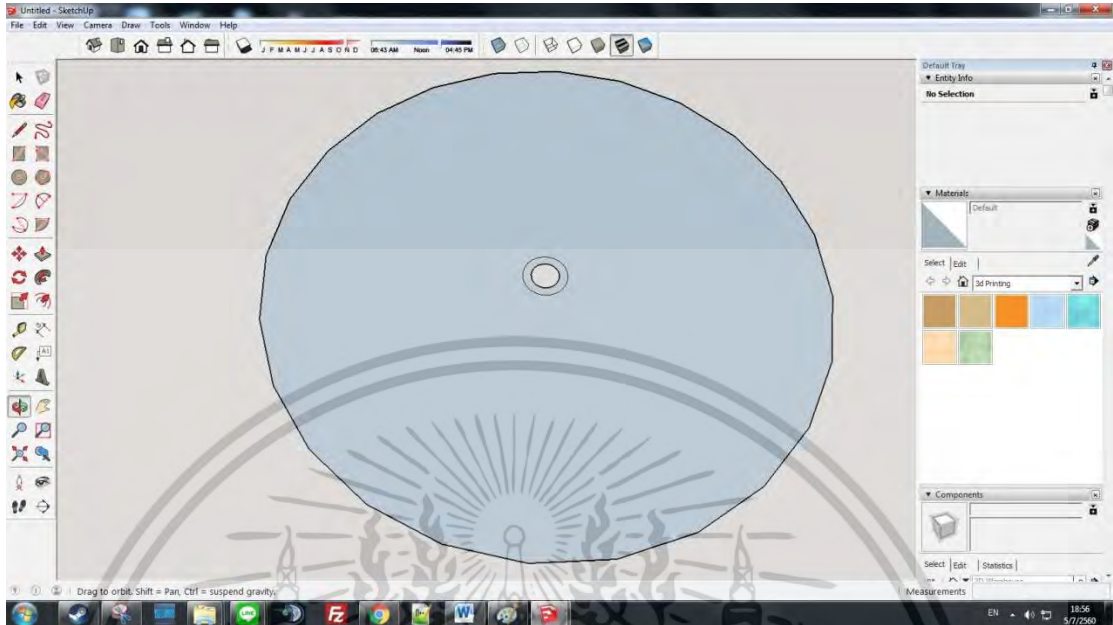 Untitled - SketchUp
File Edit View Camera Draw Tools Window Help
J F M A M J J A S O N D 06:43 AM Noon 04:45 PM
Default Tray
Entity Info
No Selection
Materials
Default
Select Edit
3d Printing
Components
Select Edit Statistics
Drag to orbit. Shift = Pan, Ctrl = suspend gravity.
Measurements
EN
18:56
5/7/2560